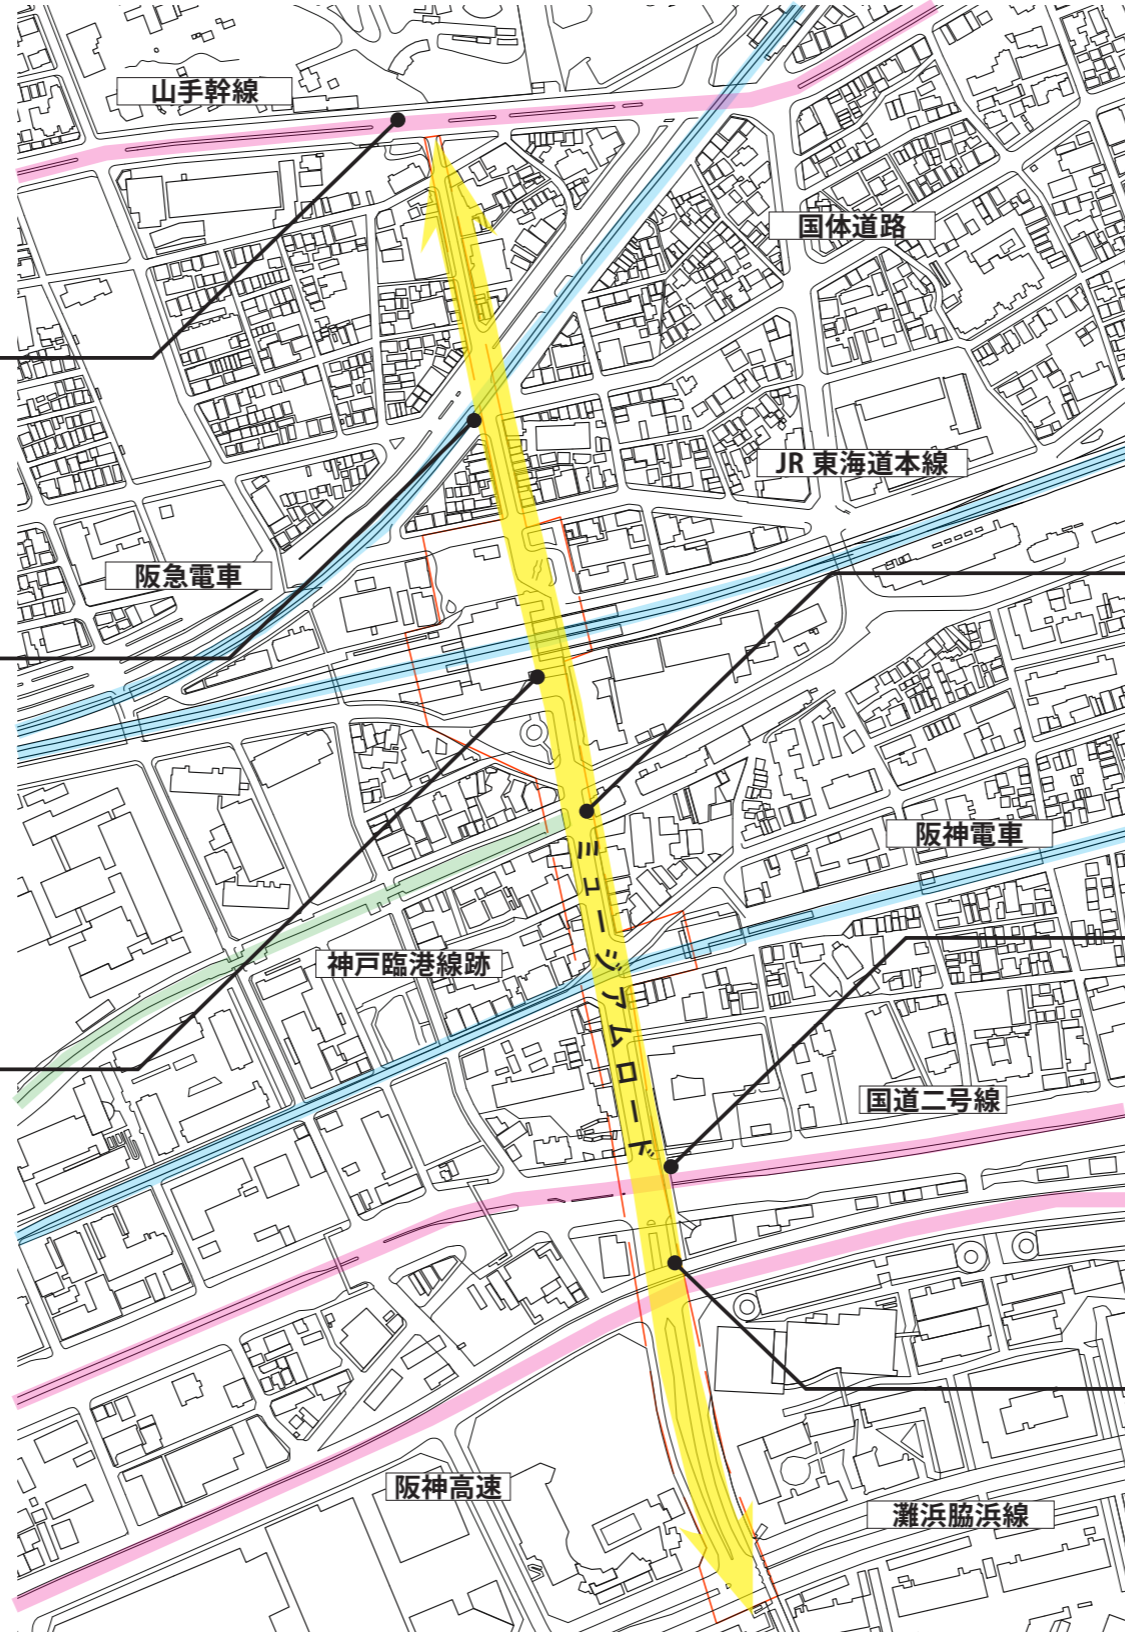 山手幹線
国体道路
JR 東海道本線
阪急電車
阪神電車
ミュージアムロード
神戸臨港線跡
国道二号線
阪神高速
灘浜脇浜線